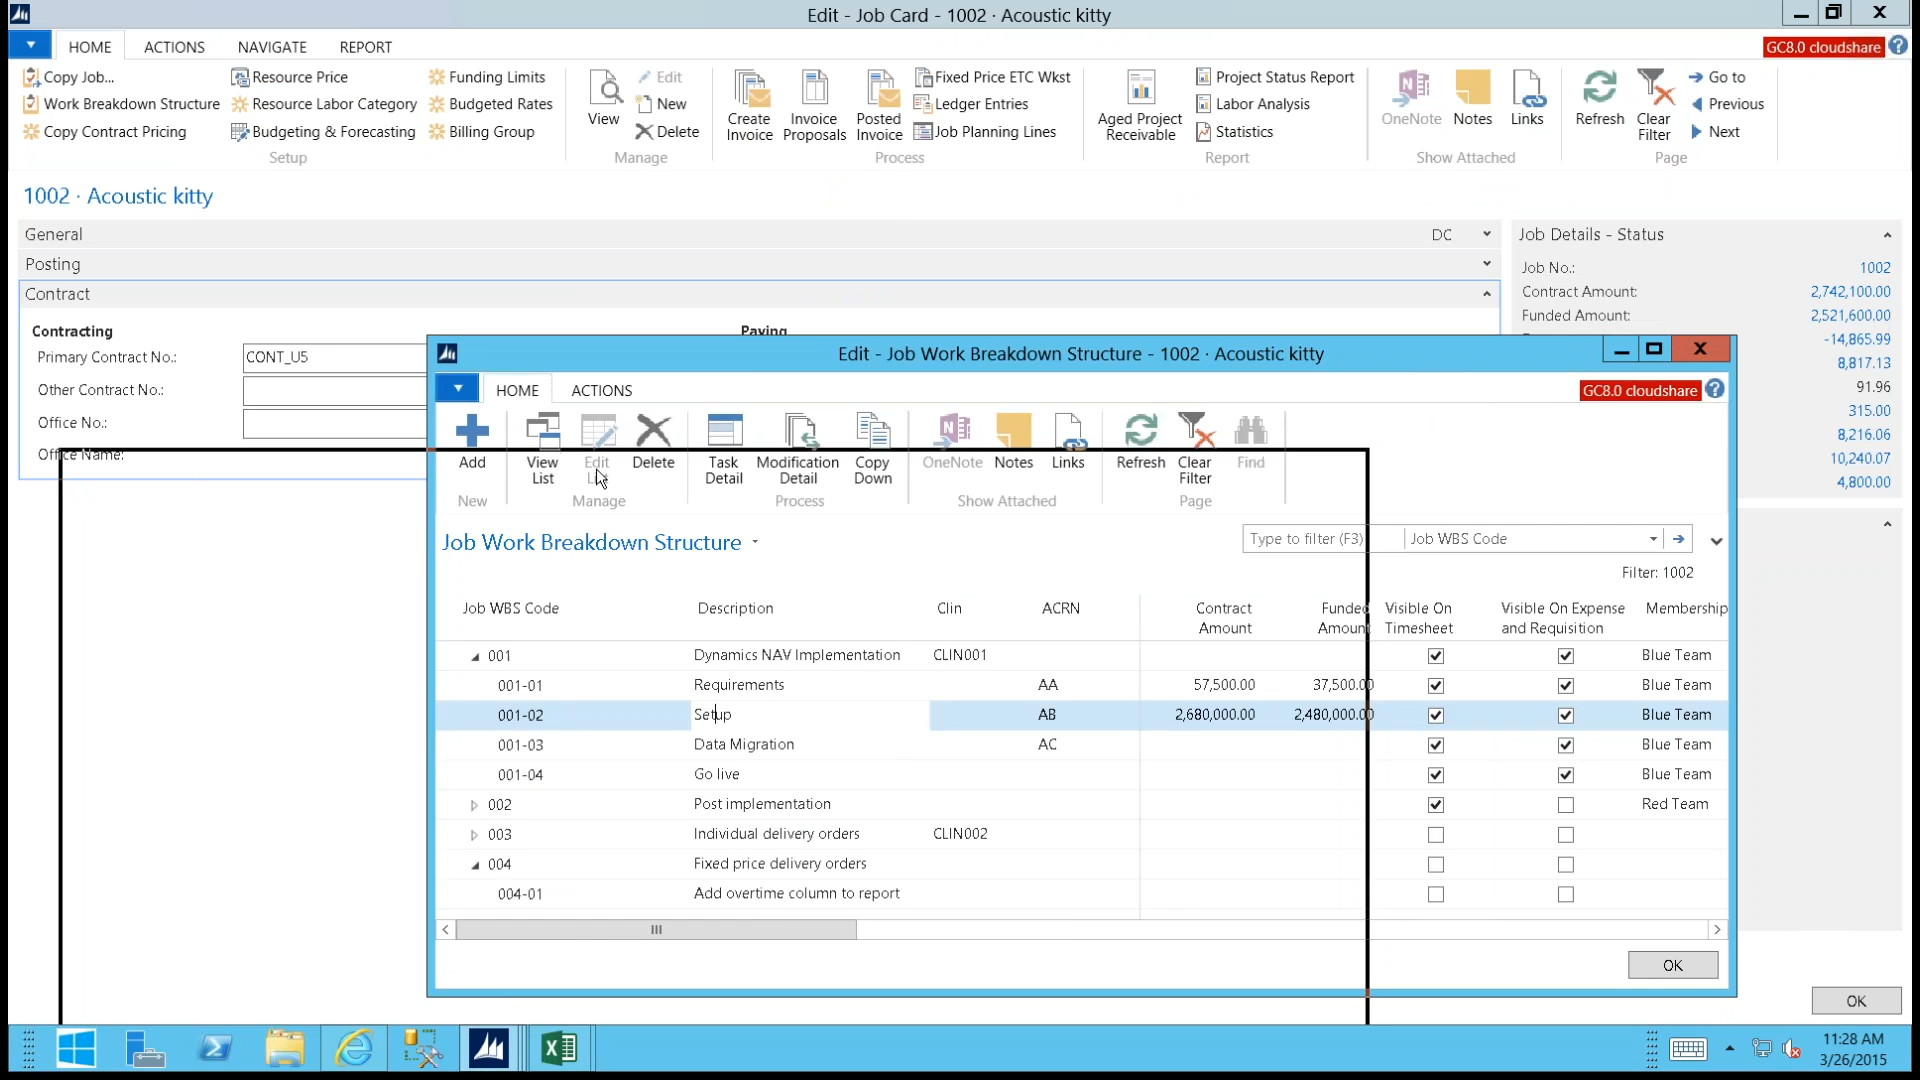 Edit - Job Card - 1002 · Acoustic kitty
HOME ACTIONS NAVIGATE REPORT GC8.0 cloudshare ?
Copy Job... Resource Price Funding Limits
Work Breakdown Structure Resource Labor Category Budgeted Rates
Copy Contract Pricing Budgeting & Forecasting Billing Group
Setup
View Edit New Delete
Manage
Create Invoice Invoice Proposals Posted Invoice Fixed Price ETC Wkst Ledger Entries Job Planning Lines
Process
Aged Project Receivable Project Status Report Labor Analysis Statistics
Report
OneNote Notes Links
Show Attached
Refresh Clear Filter Go to Previous Next
Page
1002 · Acoustic kitty
General DC
Posting
Contract
Contracting Paying
Primary Contract No.: CONT_U5
Other Contract No.:
Office No.:
Office Name:
Job Details - Status
Job No.: 1002
Contract Amount: 2,742,100.00
Funded Amount: 2,521,600.00
-14,865.99
8,817.13
91.96
315.00
8,216.06
10,240.07
4,800.00
Edit - Job Work Breakdown Structure - 1002 · Acoustic kitty
HOME ACTIONS GC8.0 cloudshare ?
Add View List Edit Delete Task Detail Modification Detail Copy Down OneNote Notes Links Refresh Clear Filter Find
New Manage Process Show Attached Page
Job Work Breakdown Structure Type to filter (F3) Job WBS Code
Filter: 1002
Job WBS Code Description Clin ACRN Contract Amount Funded Amount Visible On Timesheet Visible On Expense and Requisition Membership
001 Dynamics NAV Implementation CLIN001 Blue Team
001-01 Requirements AA 57,500.00 37,500.00 Blue Team
001-02 Setup AB 2,680,000.00 2,480,000.00 Blue Team
001-03 Data Migration AC Blue Team
001-04 Go live Blue Team
002 Post implementation Red Team
003 Individual delivery orders CLIN002
004 Fixed price delivery orders
004-01 Add overtime column to report
OK
OK
11:28 AM
3/26/2015